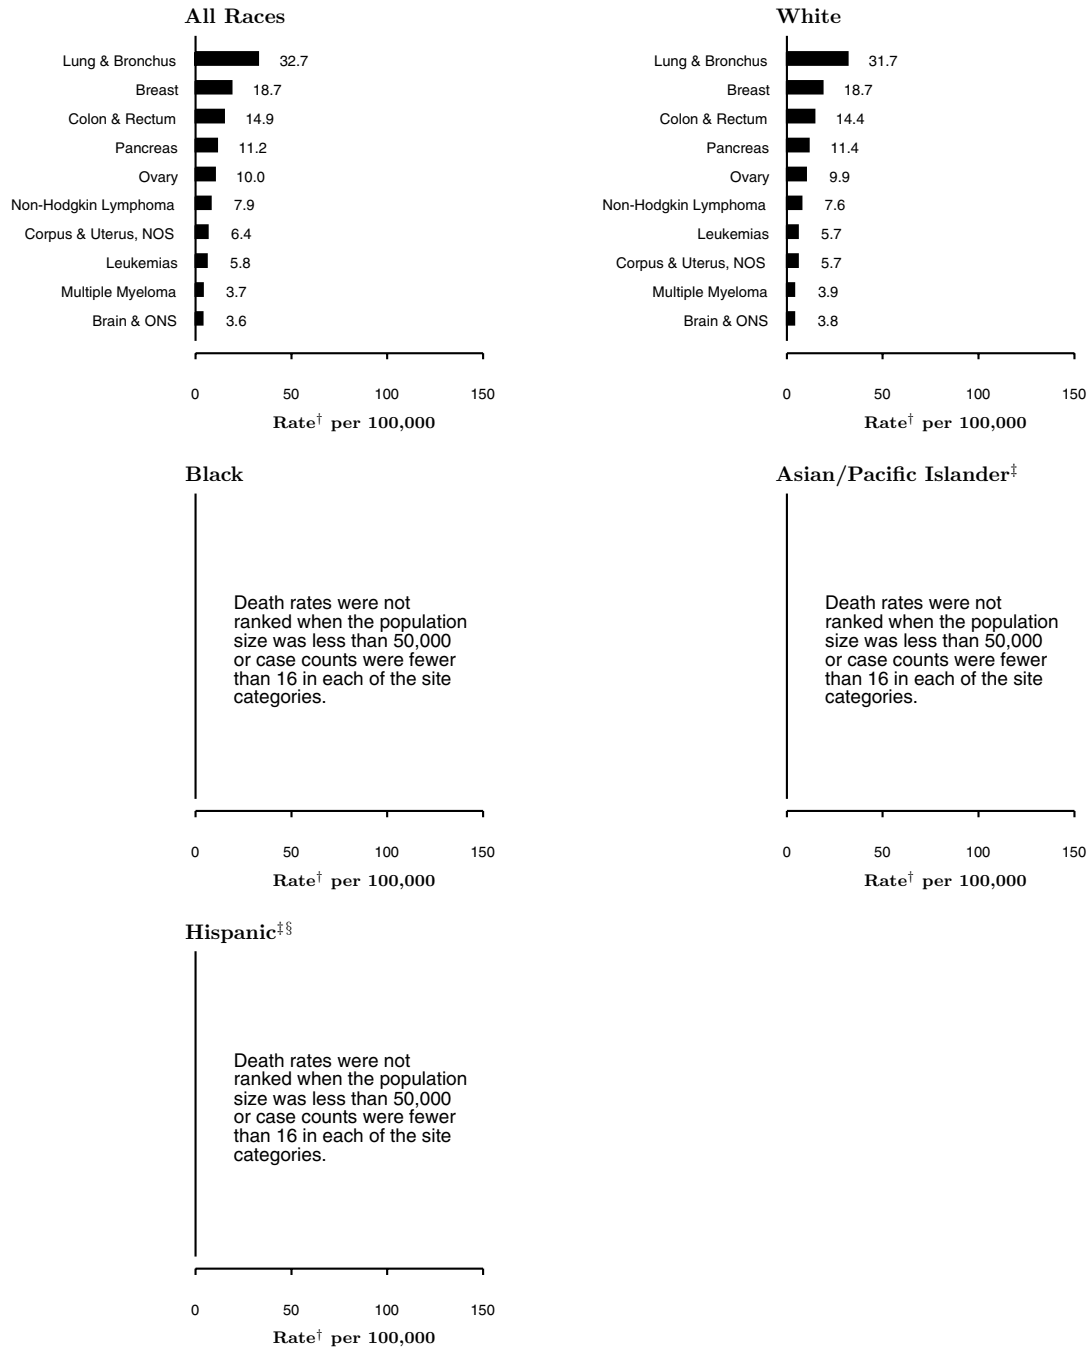 All Races
Lung & Bronchus 32.7
Breast 18.7
Colon & Rectum 14.9
Pancreas 11.2
Ovary 10.0
Non-Hodgkin Lymphoma 7.9
Corpus & Uterus, NOS 6.4
Leukemias 5.8
Multiple Myeloma 3.7
Brain & ONS 3.6
0 50 100 150
Rate† per 100,000
White
Lung & Bronchus 31.7
Breast 18.7
Colon & Rectum 14.4
Pancreas 11.4
Ovary 9.9
Non-Hodgkin Lymphoma 7.6
Leukemias 5.7
Corpus & Uterus, NOS 5.7
Multiple Myeloma 3.9
Brain & ONS 3.8
0 50 100 150
Rate† per 100,000
Black
Death rates were not
ranked when the population
size was less than 50,000
or case counts were fewer
than 16 in each of the site
categories.
0 50 100 150
Rate† per 100,000
Asian/Pacific Islander‡
Death rates were not
ranked when the population
size was less than 50,000
or case counts were fewer
than 16 in each of the site
categories.
0 50 100 150
Rate† per 100,000
Hispanic‡§
Death rates were not
ranked when the population
size was less than 50,000
or case counts were fewer
than 16 in each of the site
categories.
0 50 100 150
Rate† per 100,000